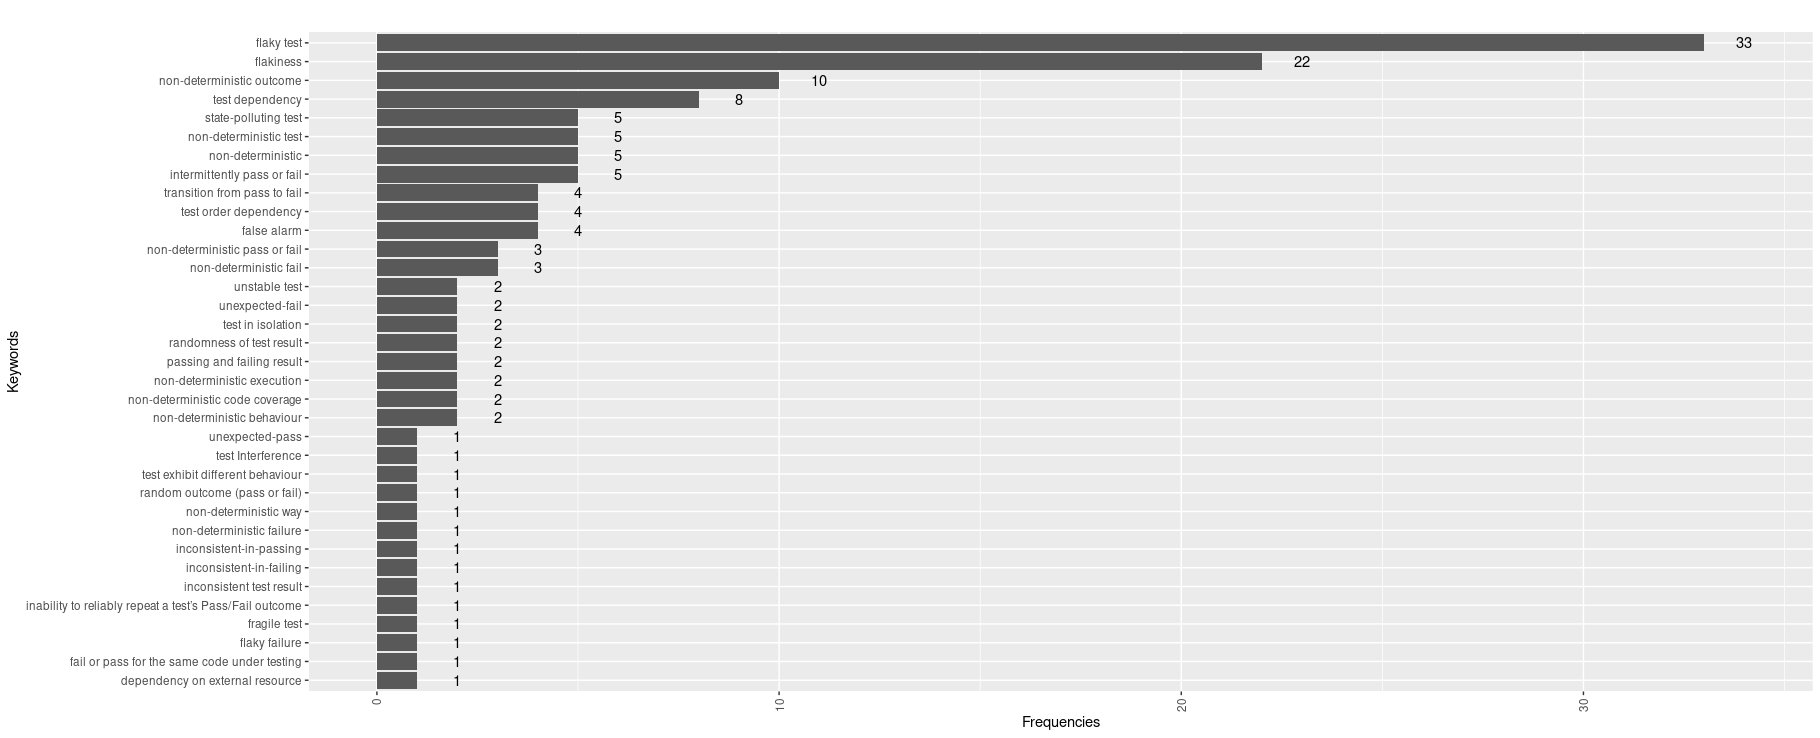 flaky test 33
flakiness 22
non-deterministic outcome 10
test dependency 8
state-polluting test 5
non-deterministic test 5
non-deterministic 5
intermittently pass or fail 5
transition from pass to fail 4
test order dependency 4
false alarm 4
non-deterministic pass or fail 3
non-deterministic fail 3
unstable test 2
unexpected-fail 2
test in isolation 2
randomness of test result 2
passing and failing result 2
non-deterministic execution 2
non-deterministic code coverage 2
non-deterministic behaviour 2
unexpected-pass 1
test Interference 1
test exhibit different behaviour 1
random outcome (pass or fail) 1
non-deterministic way 1
non-deterministic failure 1
inconsistent-in-passing 1
inconsistent-in-failing 1
inconsistent test result 1
inability to reliably repeat a test's Pass/Fail outcome 1
fragile test 1
flaky failure 1
fail or pass for the same code under testing 1
dependency on external resource 1
Keywords
0 10 20 30
Frequencies